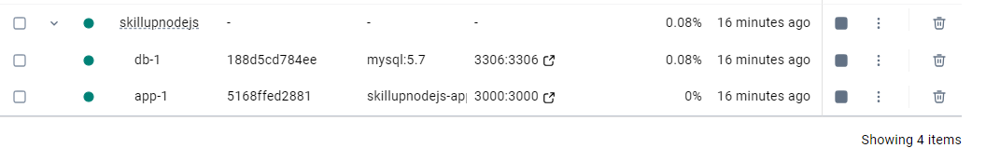 skillupnodejs - - - 0.08% 16 minutes ago
db-1 188d5cd784ee mysql:5.7 3306:3306 0.08% 16 minutes ago
app-1 5168ffed2881 skillupnodejs-ap 3000:3000 0% 16 minutes ago
Showing 4 items